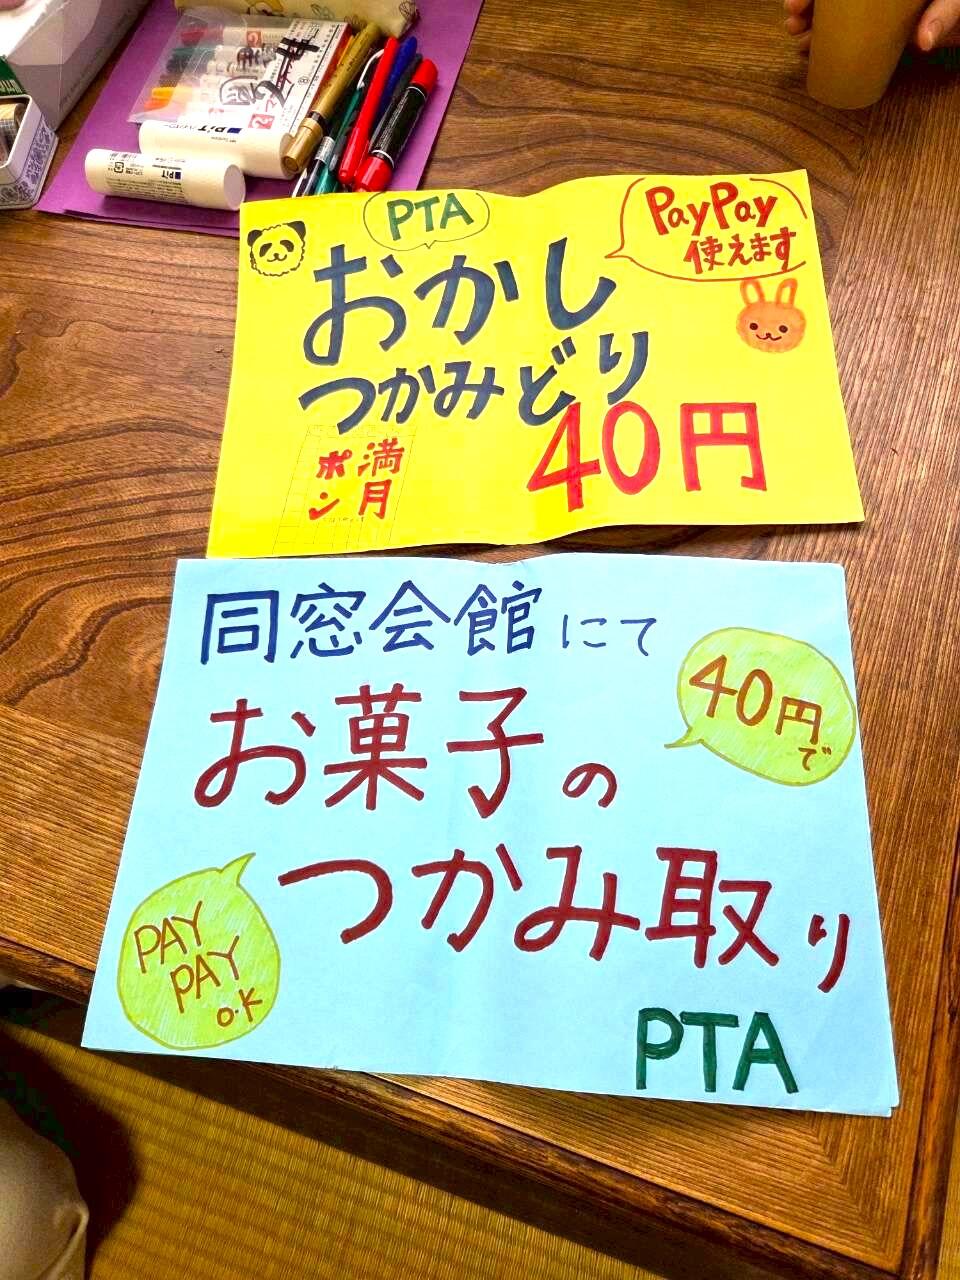 PiT
PiT
PTA
PayPay
使えます
おかし
つかみどり
40円
満月
ポン
同窓会館にて
お菓子の
つかみ取り
40円で
PAY
PAY
O.K
PTA